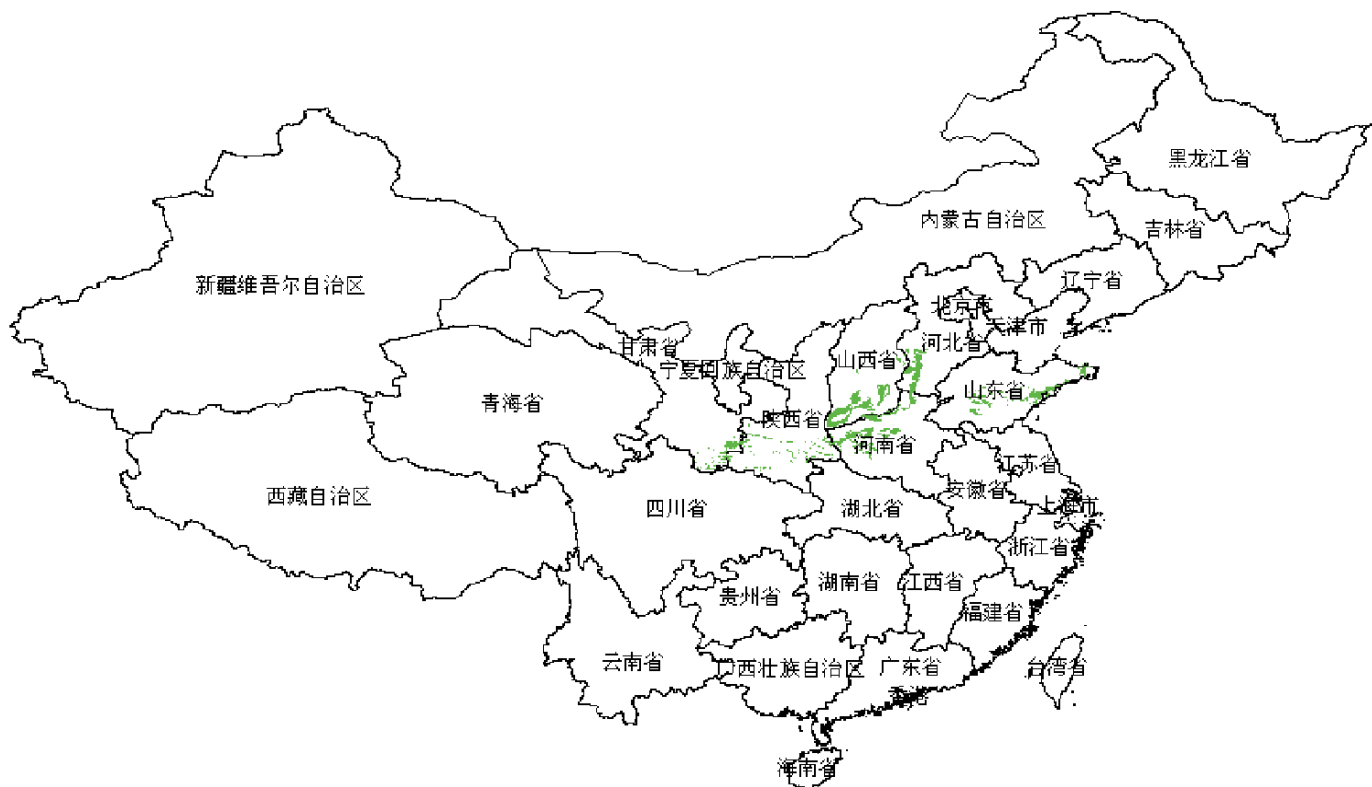 黑龙江省
内蒙古自治区
吉林省
辽宁省
新疆维吾尔自治区
北京市
天津市
河北省
甘肃省
山西省
宁夏回族自治区
山东省
青海省
陕西省
河南省
江苏省
西藏自治区
安徽省
四川省
湖北省
上海市
浙江省
湖南省
江西省
贵州省
福建省
云南省
广西壮族自治区
广东省
台湾省
香港
海南省